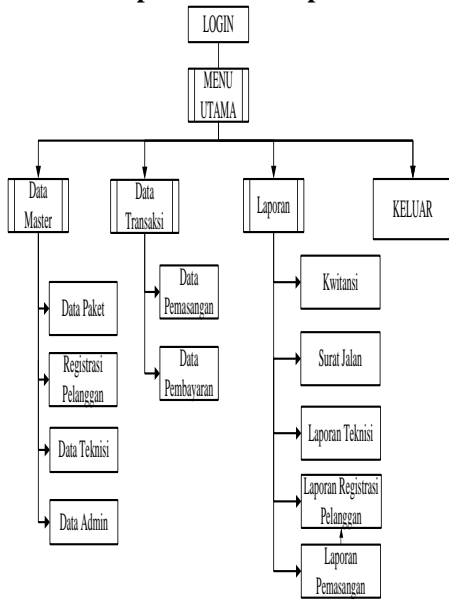 LOGIN
MENU
UTAMA
Data
Master
Data
Transaksi
Laporan
KELUAR
Data Paket
Registrasi
Pelanggan
Data Teknisi
Data Admin
Data
Pemasangan
Data
Pembayaran
Kwitansi
Surat Jalan
Laporan Teknisi
Laporan Registrasi
Pelanggan
Laporan
Pemasangan